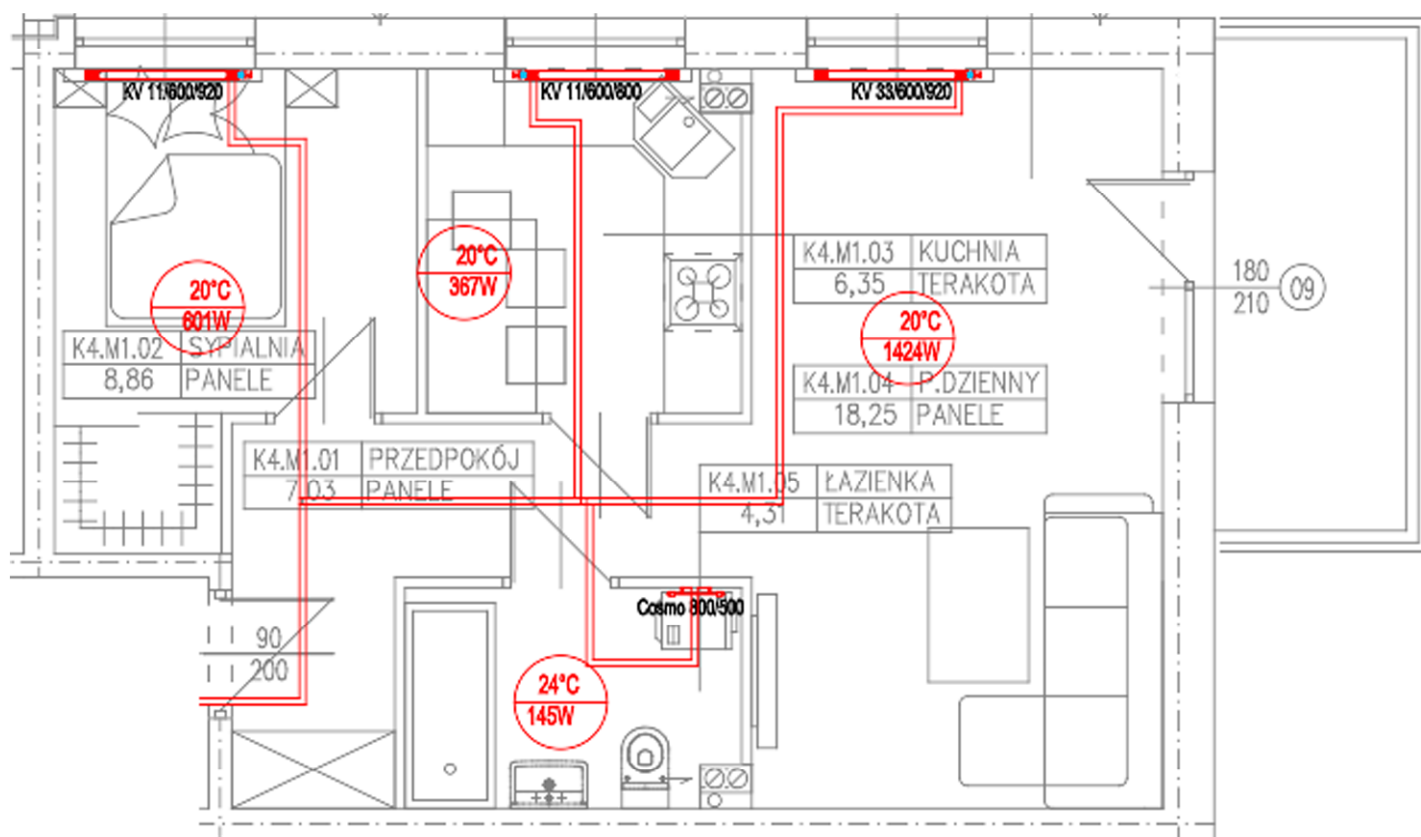 KV 11/600/920
KV 11/600/600
KV 33/600/920
20°C
601W
20°C
367W
K4.M1.03 KUCHNIA
6,35 TERAKOTA
180
210
09
20°C
1424W
K4.M1.02 SYPIALNIA
8,86 PANELE
K4.M1.04 P.DZIENNY
18,25 PANELE
K4.M1.01 PRZEDPOKÓJ
7,03 PANELE
K4.M1.05 ŁAZIENKA
4,31 TERAKOTA
Cosmo 800/500
90
200
24°C
145W